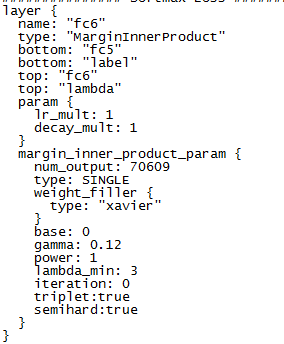 ############### Softmax-Loss #######
layer {
  name: "fc6"
  type: "MarginInnerProduct"
  bottom: "fc5"
  bottom: "label"
  top: "fc6"
  top: "lambda"
  param {
    lr_mult: 1
    decay_mult: 1
  }
  margin_inner_product_param {
    num_output: 70609
    type: SINGLE
    weight_filler {
      type: "xavier"
    }
    base: 0
    gamma: 0.12
    power: 1
    lambda_min: 3
    iteration: 0
    triplet:true
    semihard:true
  }
}